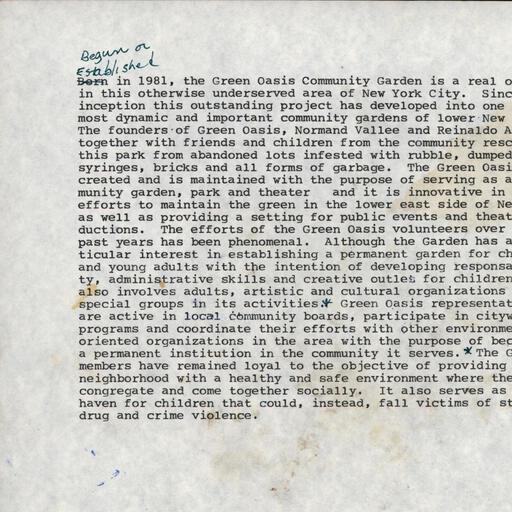 Begun or
Established
Born in 1981, the Green Oasis Community Garden is a real o
in this otherwise underserved area of New York City. Sinc
inception this outstanding project has developed into one
most dynamic and important community gardens of lower New
The founders of Green Oasis, Normand Vallee and Reinaldo A
together with friends and children from the community resc
this park from abandoned lots infested with rubble, dumped
syringes, bricks and all forms of garbage. The Green Oasi
created and is maintained with the purpose of serving as a
munity garden, park and theater and it is innovative in
efforts to maintain the green in the lower east side of Ne
as well as providing a setting for public events and theat
ductions. The efforts of the Green Oasis volunteers over
past years has been phenomenal. Although the Garden has a
ticular interest in establishing a permanent garden for ch
and young adults with the intention of developing responsa
ty, administrative skills and creative outlet for children
also involves adults, artistic and cultural organizations
special groups in its activities.* Green Oasis representat
are active in local community boards, participate in cityw
programs and coordinate their efforts with other environme
oriented organizations in the area with the purpose of bec
a permanent institution in the community it serves.* The G
members have remained loyal to the objective of providing
neighborhood with a healthy and safe environment where the
congregate and come together socially. It also serves as
haven for children that could, instead, fall victims of st
drug and crime violence.